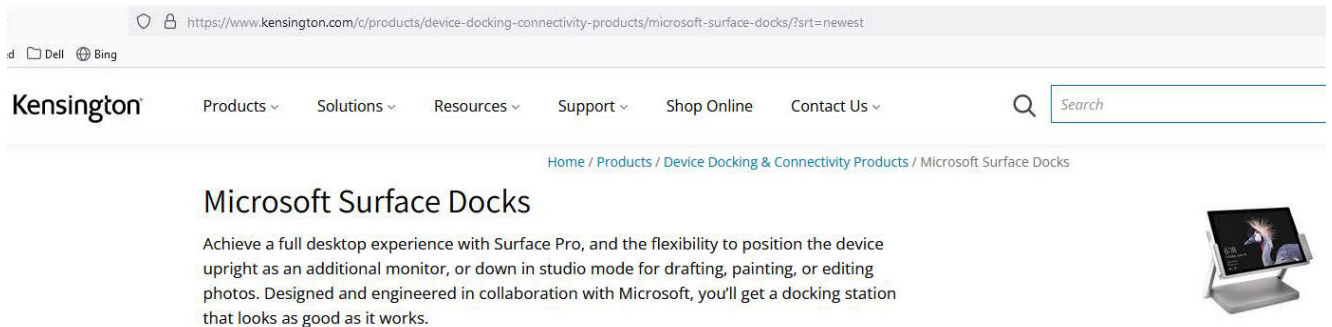 https://www.kensington.com/c/products/device-docking-connectivity-products/microsoft-surface-docks/?srt=newest
Dell Bing
Kensington Products Solutions Resources Support Shop Online Contact Us Search
Home / Products / Device Docking & Connectivity Products / Microsoft Surface Docks
Microsoft Surface Docks
Achieve a full desktop experience with Surface Pro, and the flexibility to position the device
upright as an additional monitor, or down in studio mode for drafting, painting, or editing
photos. Designed and engineered in collaboration with Microsoft, you'll get a docking station
that looks as good as it works.